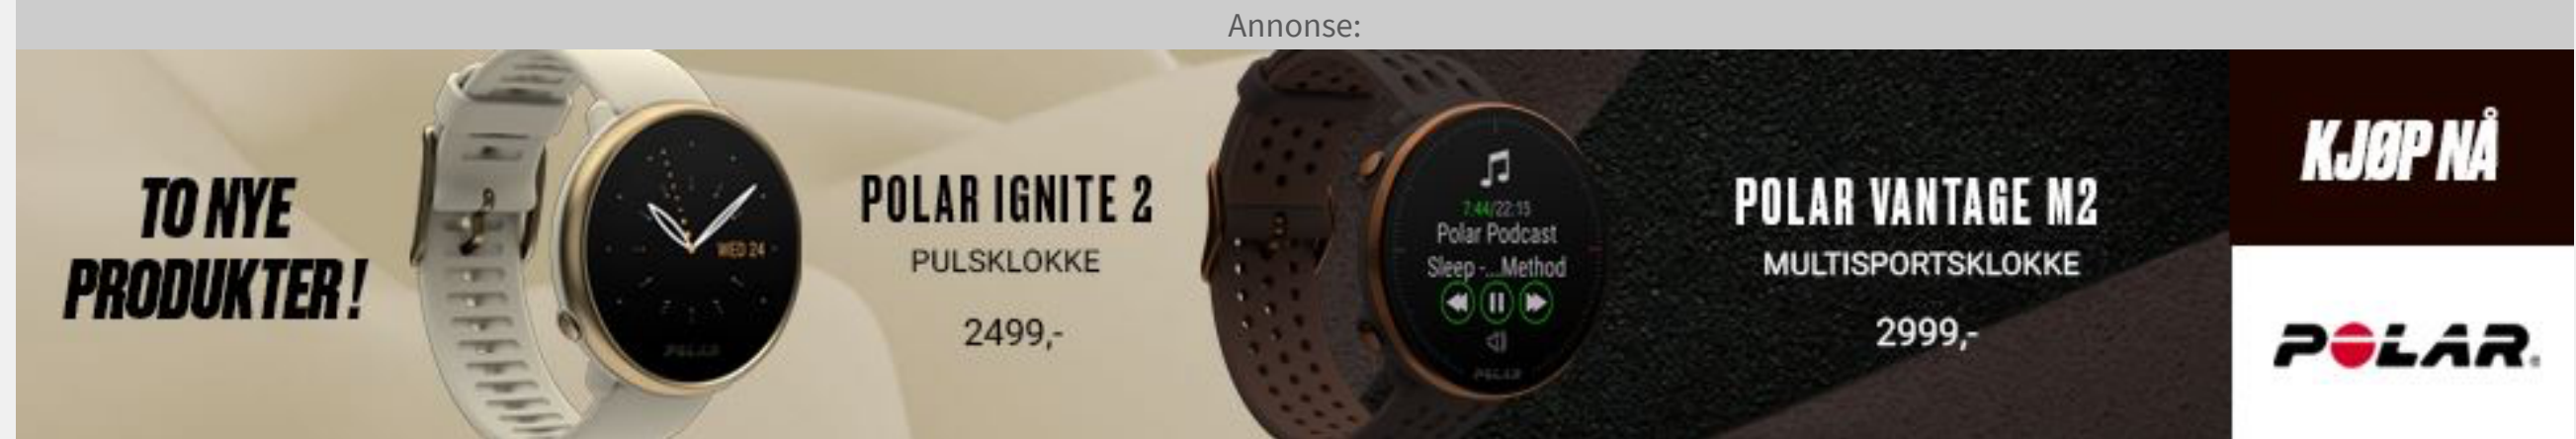 Annonse:
TO NYE
PRODUKTER!
WED 24
POLAR
POLAR IGNITE 2
PULSKLOKKE
2499,-
7:44/22:15
Polar Podcast
Sleep -...Method
POLAR
POLAR VANTAGE M2
MULTISPORTSKLOKKE
2999,-
KJØP NÅ
POLAR